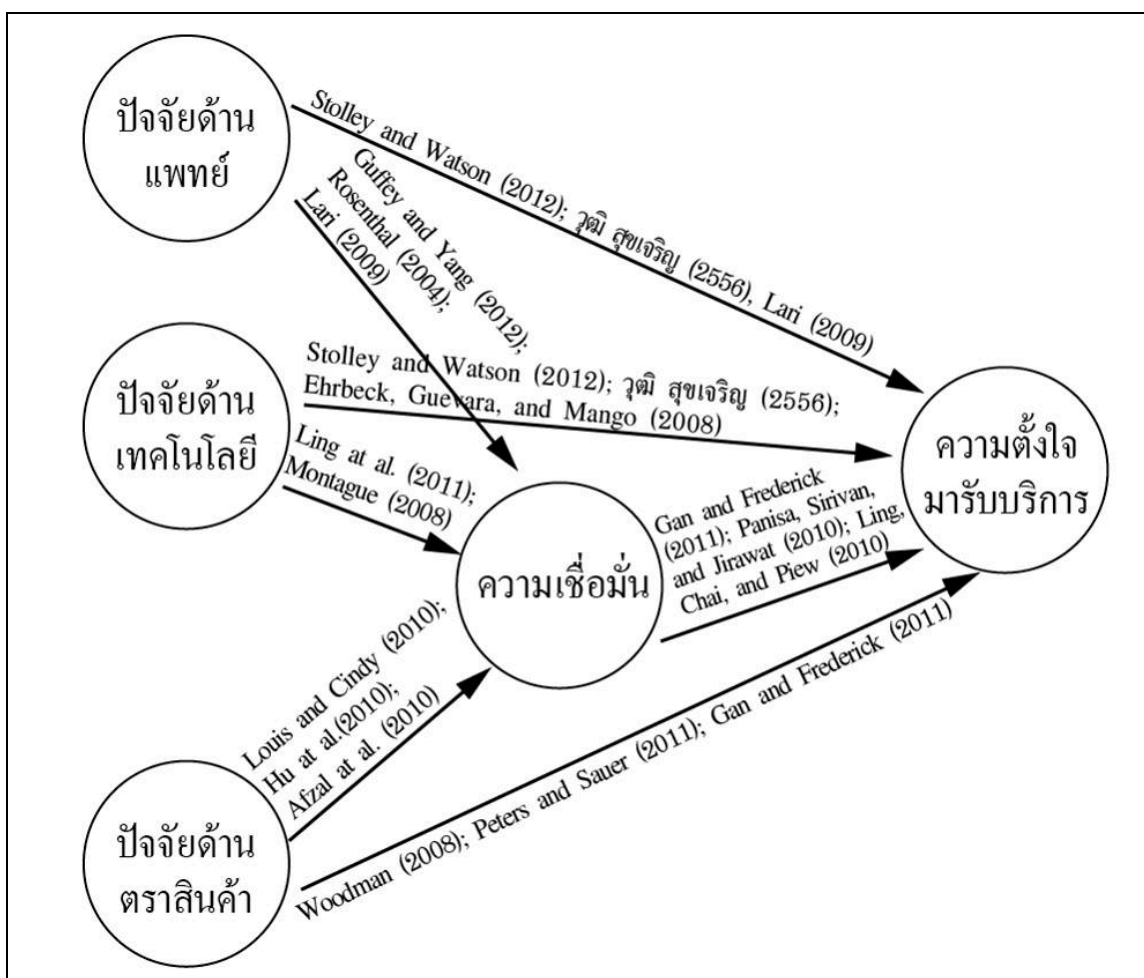 ปัจจัยด้าน
แพทย์
Stolley and Watson (2012); วุฒิ สุขเจริญ (2556), Lari (2009)
Guffey and Yang (2012);
Rosenthal (2004);
Lari (2009)
ปัจจัยด้าน
เทคโนโลยี
Stolley and Watson (2012); วุฒิ สุขเจริญ (2556);
Ehrbeck, Guevara, and Mango (2008)
Ling at al. (2011);
Montague (2008)
ความตั้งใจ
มารับบริการ
ความเชื่อมั่น
Gan and Frederick
(2011); Panisa, Sirivan,
and Jirawat (2010); Ling,
Chai, and Piew (2010)
Louis and Cindy (2010);
Hu at al.(2010);
Afzal at al. (2010)
ปัจจัยด้าน
ตราสินค้า
Woodman (2008); Peters and Sauer (2011); Gan and Frederick (2011)